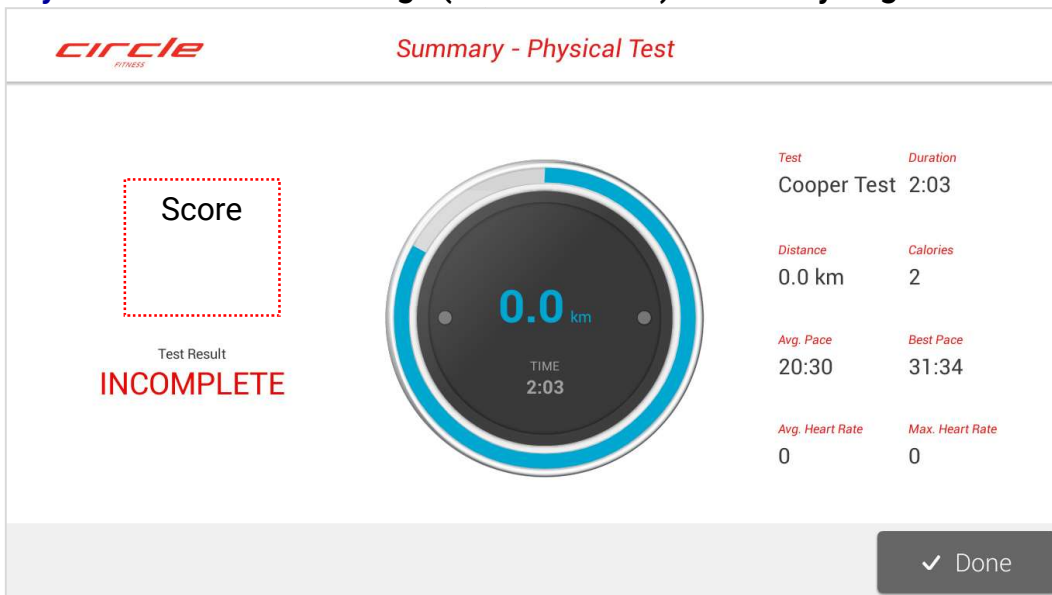 circle
FITNESS
Summary - Physical Test
Score
Test Result
INCOMPLETE
0.0 km
TIME
2:03
Test Duration
Cooper Test 2:03
Distance Calories
0.0 km 2
Avg. Pace Best Pace
20:30 31:34
Avg. Heart Rate Max. Heart Rate
0 0
Done